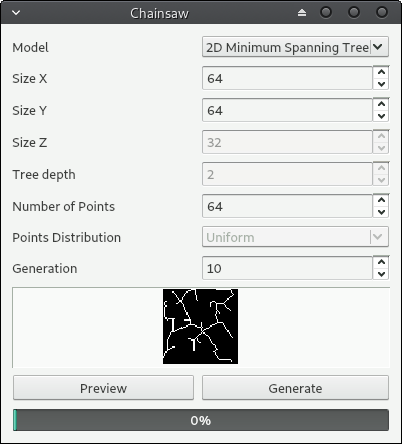 Chainsaw
Model 2D Minimum Spanning Tree
Size X 64
Size Y 64
Size Z 32
Tree depth 2
Number of Points 64
Points Distribution Uniform
Generation 10
Preview Generate
0%